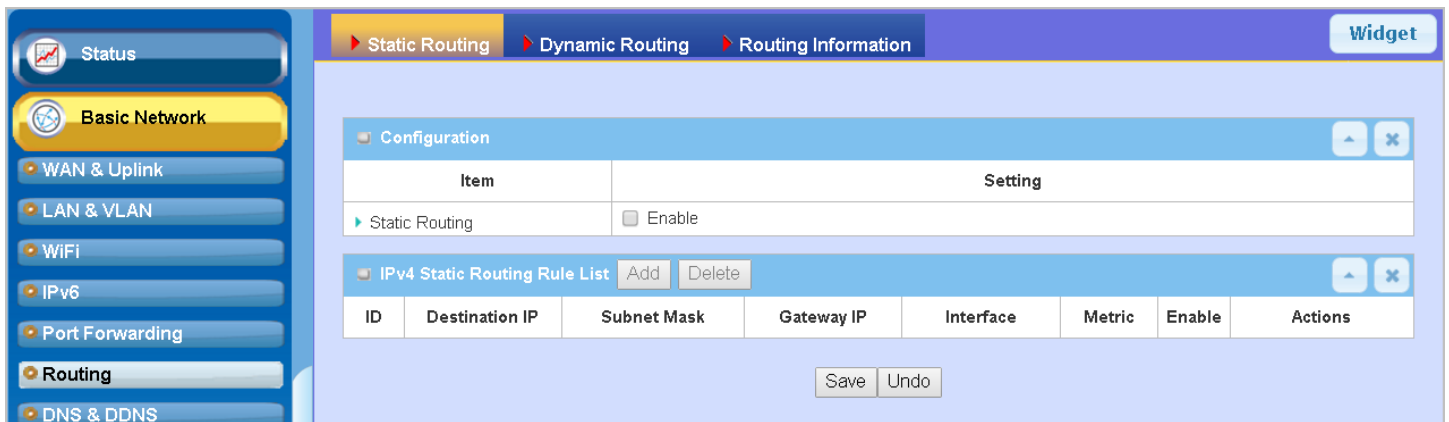 Status
Basic Network
WAN & Uplink
LAN & VLAN
WiFi
IPv6
Port Forwarding
Routing
DNS & DDNS
Static Routing Dynamic Routing Routing Information Widget
Configuration
Item Setting
Static Routing Enable
IPv4 Static Routing Rule List Add Delete
ID Destination IP Subnet Mask Gateway IP Interface Metric Enable Actions
Save Undo